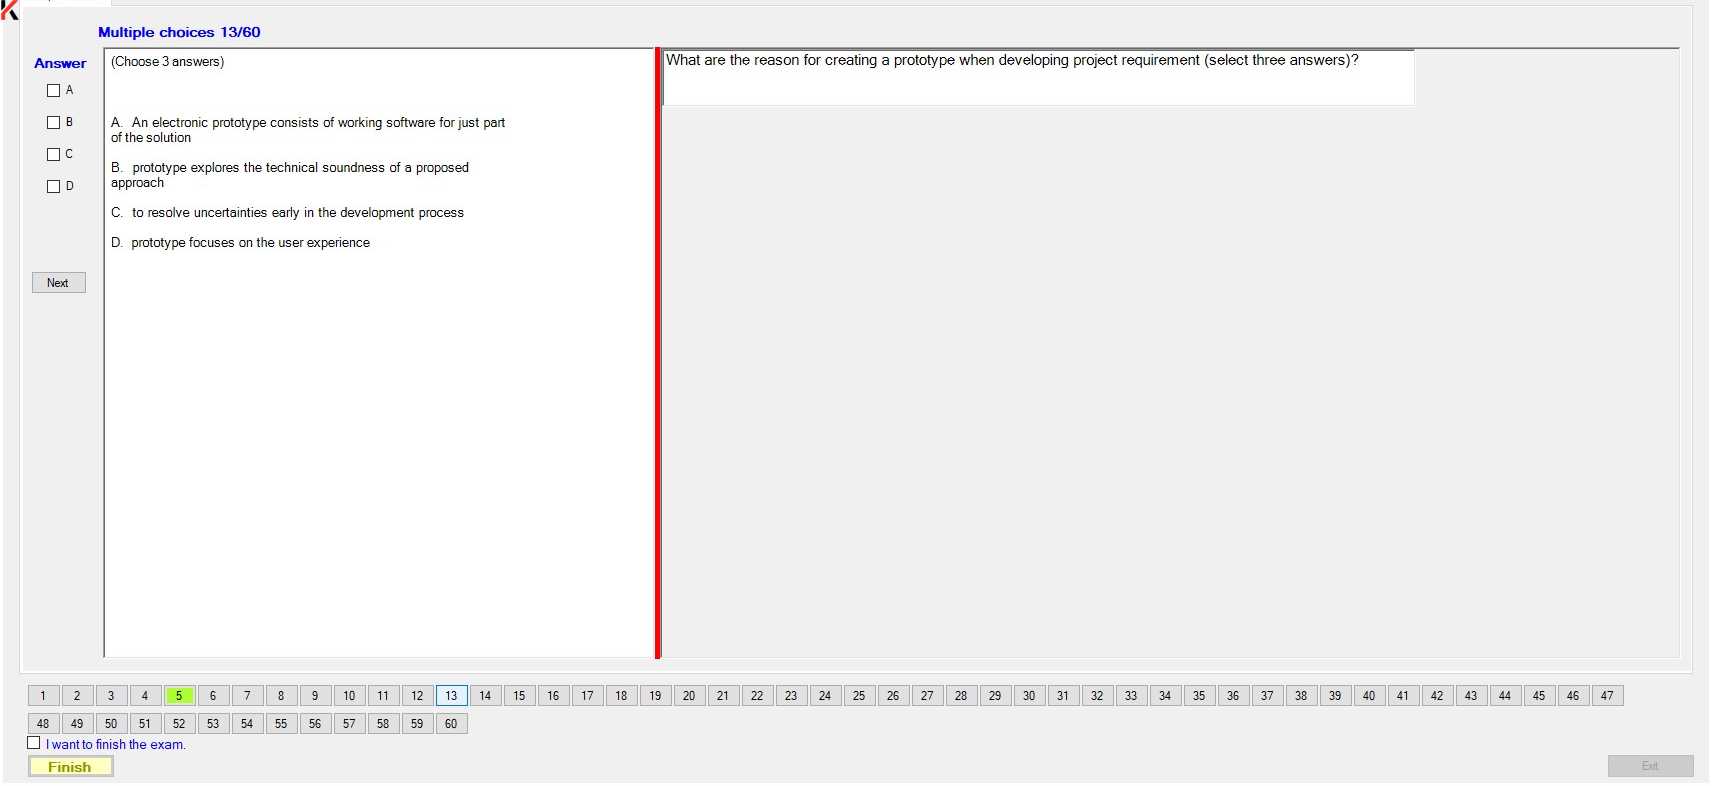 Multiple choices 13/60
Answer
A
B
C
D
Next
(Choose 3 answers)
A. An electronic prototype consists of working software for just part
of the solution
B. prototype explores the technical soundness of a proposed
approach
C. to resolve uncertainties early in the development process
D. prototype focuses on the user experience
What are the reason for creating a prototype when developing project requirement (select three answers)?
1 2 3 4 5 6 7 8 9 10 11 12 13 14 15 16 17 18 19 20 21 22 23 24 25 26 27 28 29 30 31 32 33 34 35 36 37 38 39 40 41 42 43 44 45 46 47
48 49 50 51 52 53 54 55 56 57 58 59 60
I want to finish the exam.
Finish
Exit